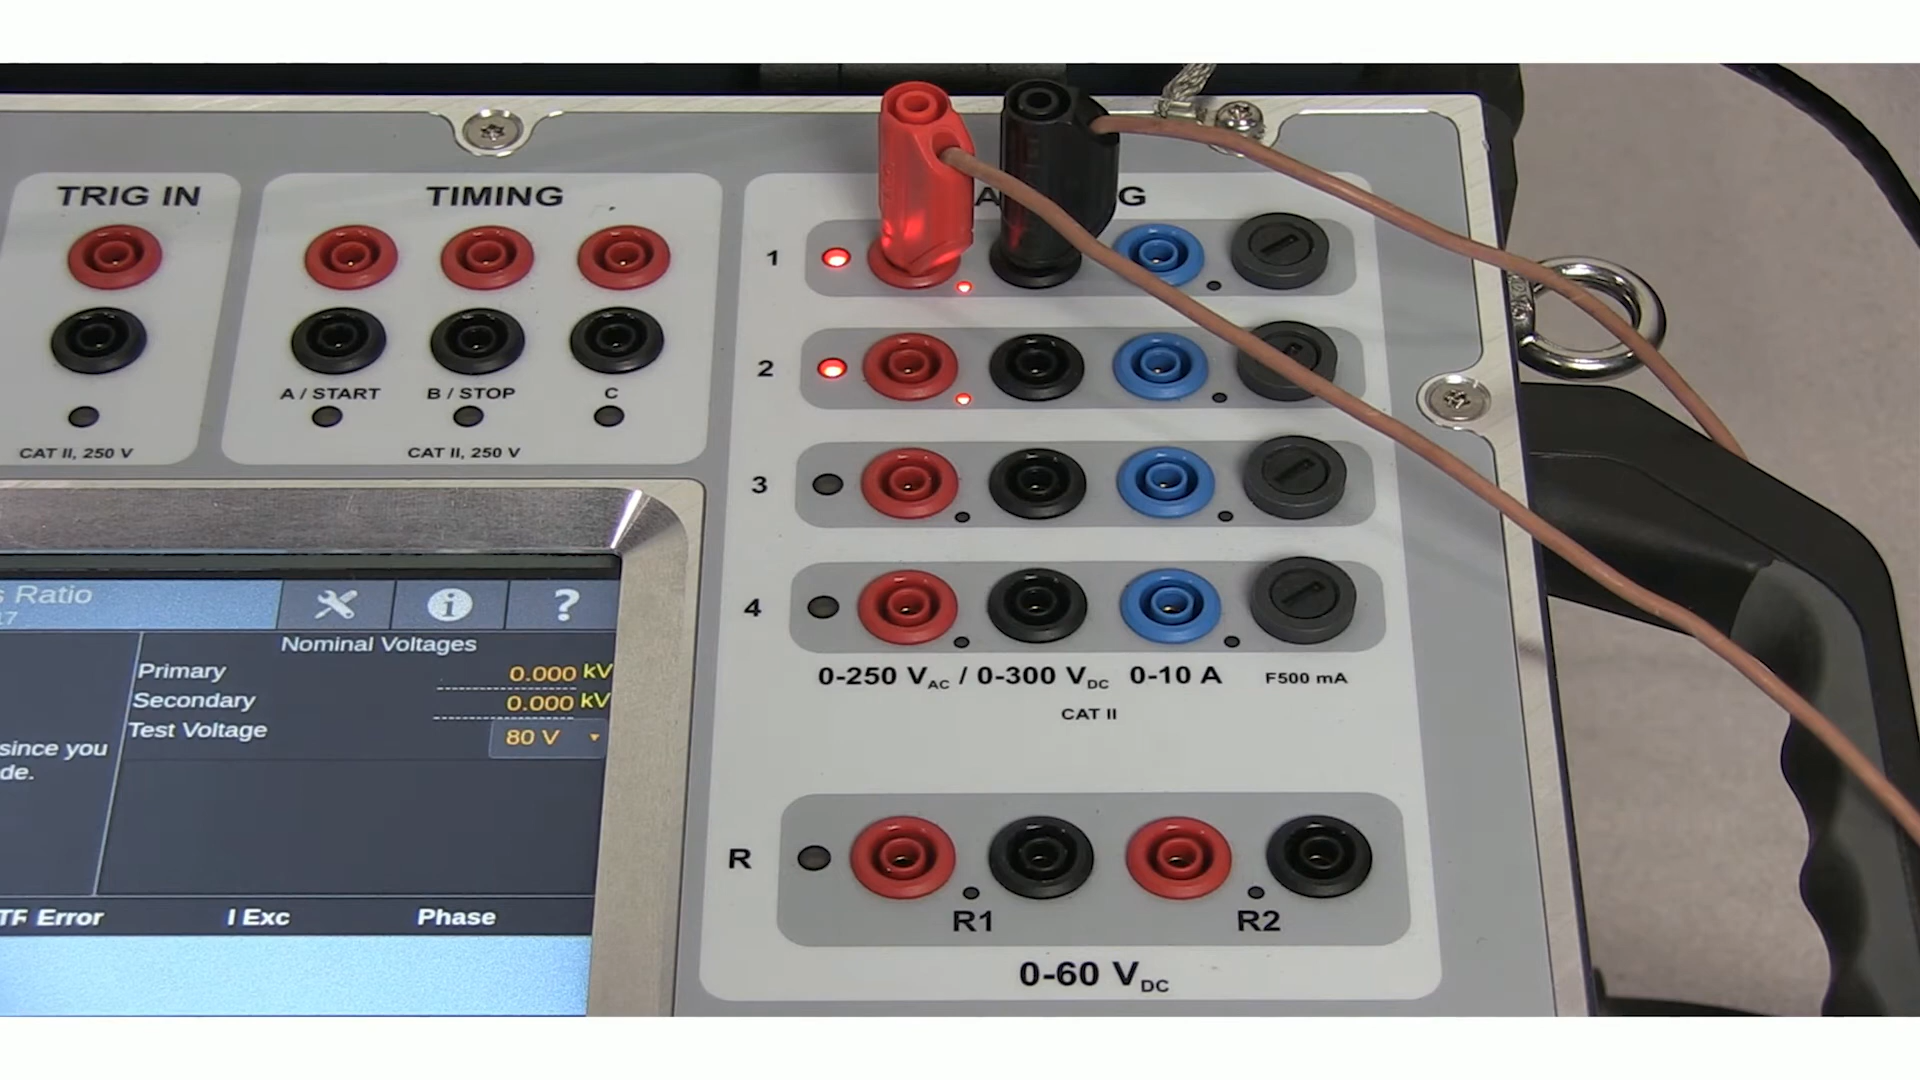 TRIG IN
CAT II, 250 V
TIMING
A / START
B / STOP
C
CAT II, 250 V
1
2
3
4
0-250 VAC / 0-300 VDC
0-10 A
F500 mA
CAT II
R
R1
R2
0-60 VDC
Ratio
i
?
Nominal Voltages
Primary 0.000 kV
Secondary 0.000 kV
Test Voltage 80 V
since you
de.
TR Error
I Exc
Phase